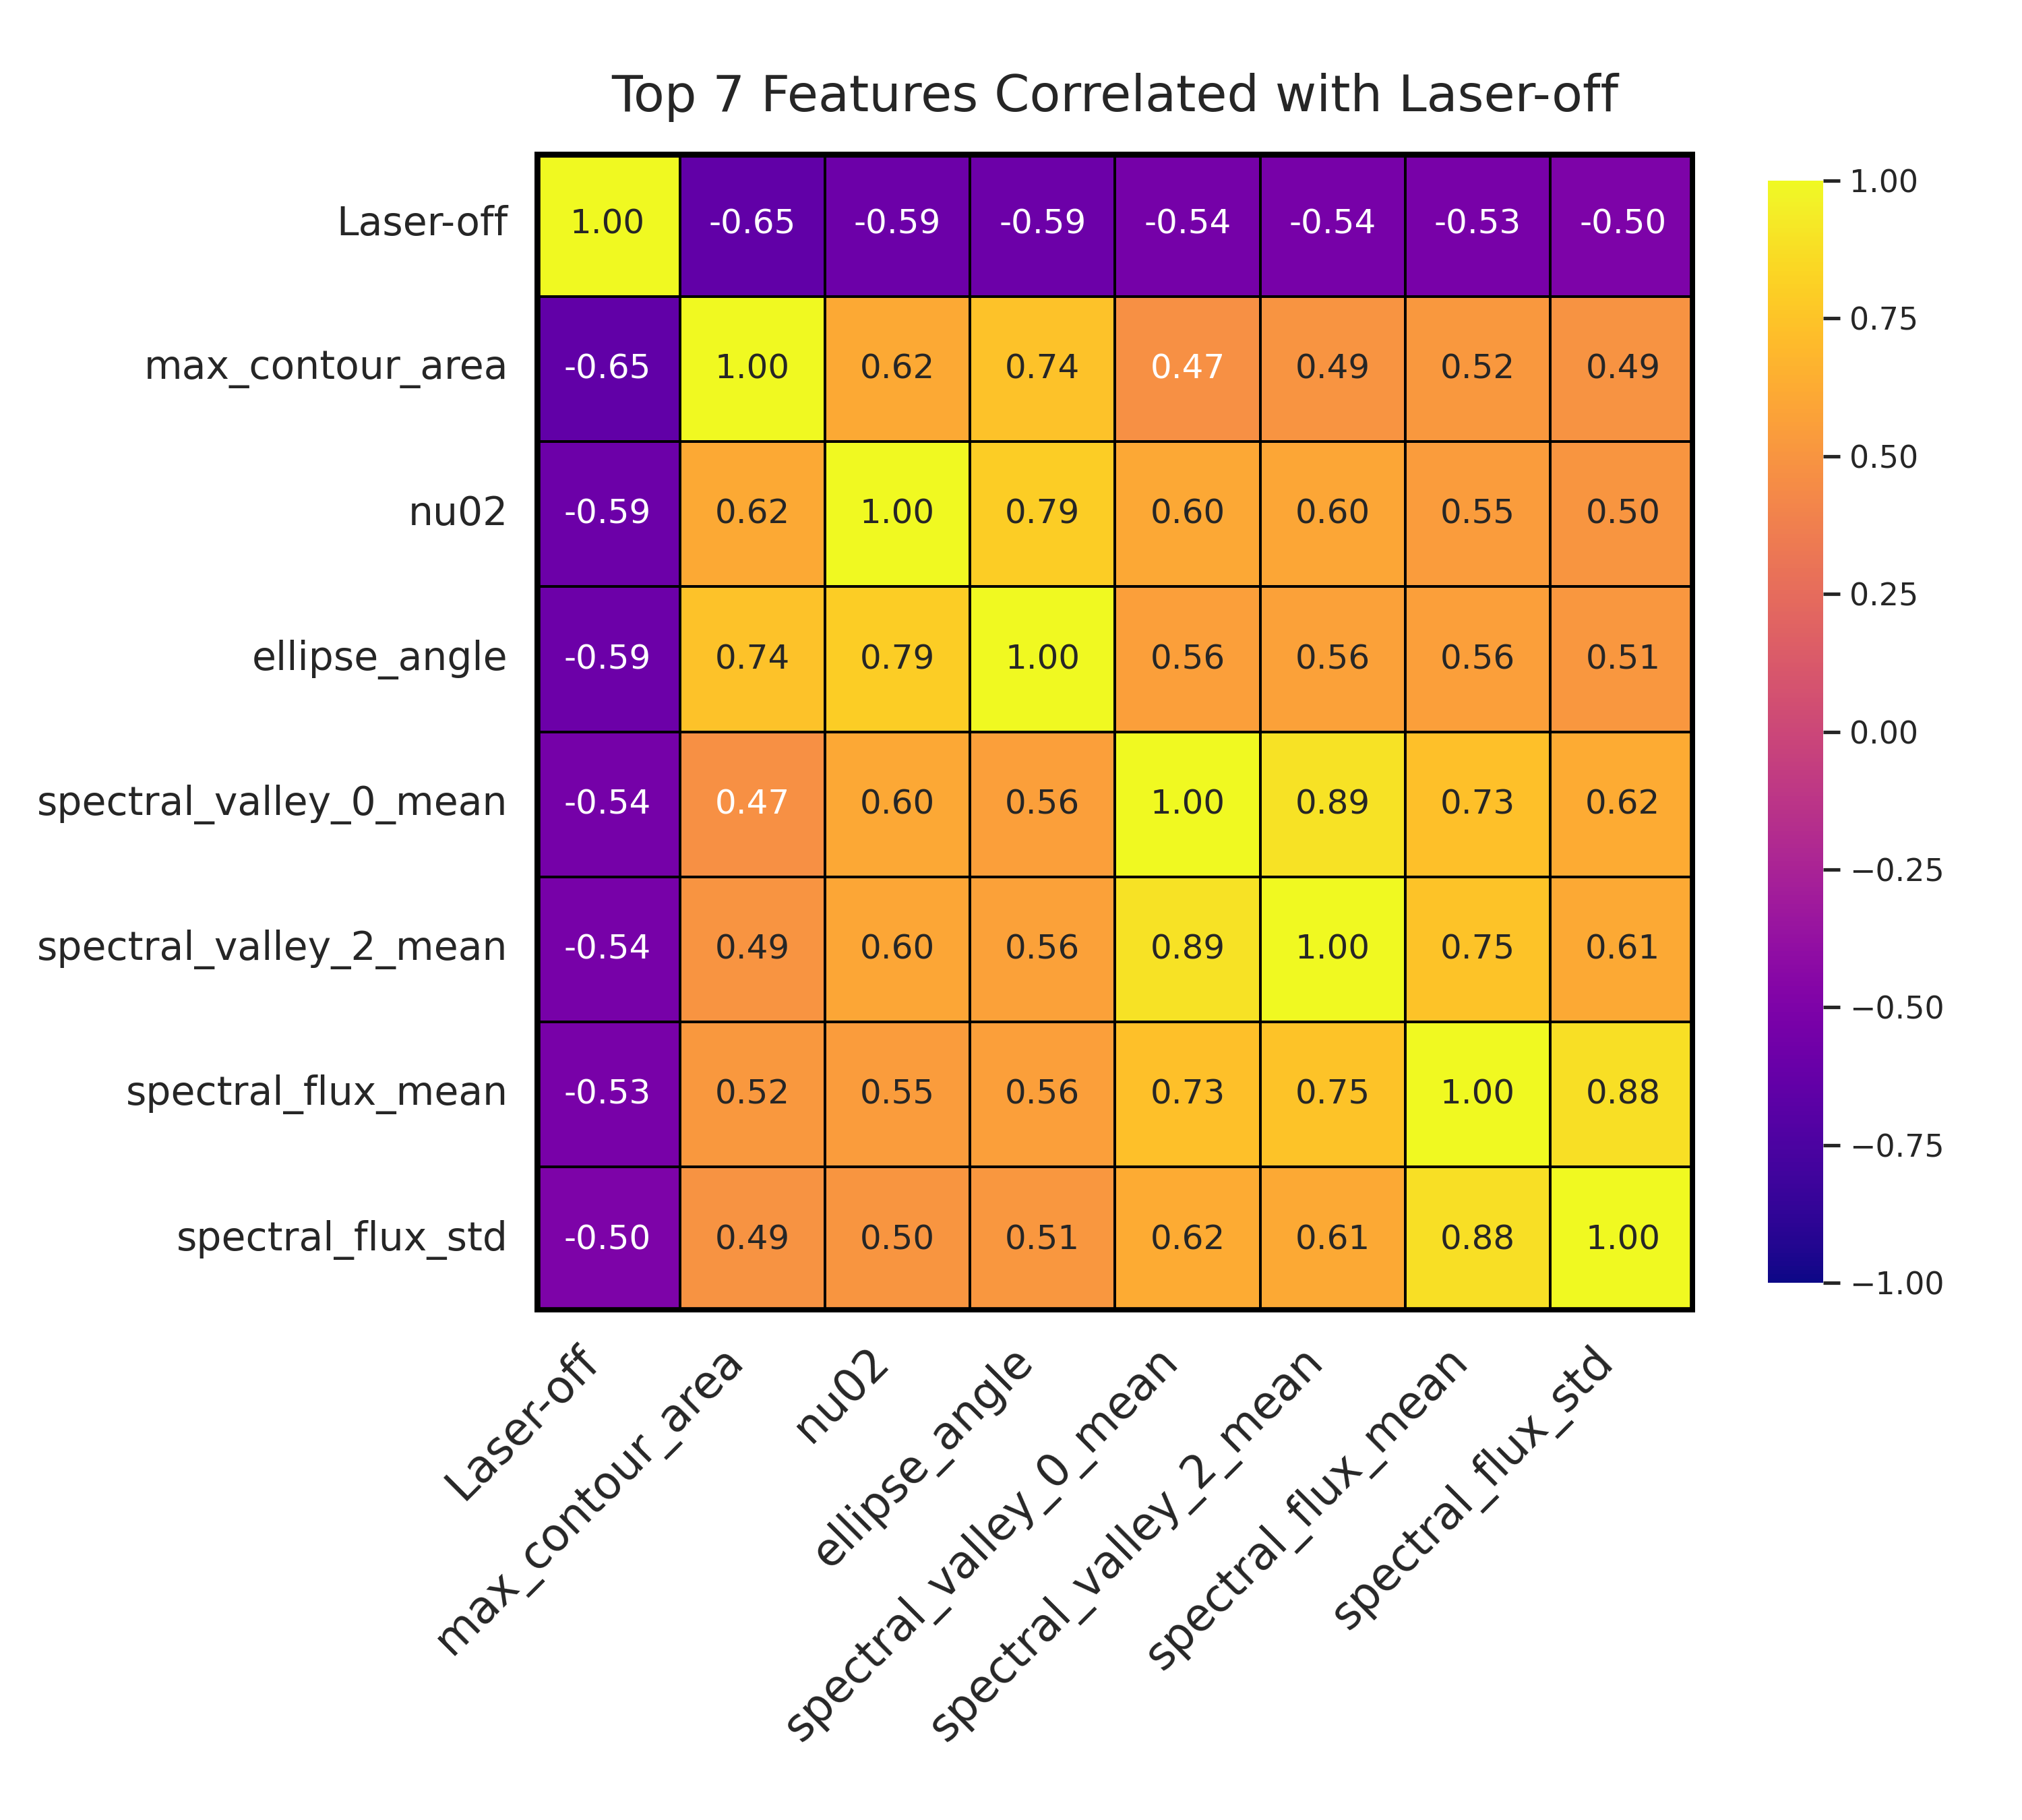 Top 7 Features Correlated with Laser-off
Laser-off 1.00 -0.65 -0.59 -0.59 -0.54 -0.54 -0.53 -0.50
max_contour_area -0.65 1.00 0.62 0.74 0.47 0.49 0.52 0.49
nu02 -0.59 0.62 1.00 0.79 0.60 0.60 0.55 0.50
ellipse_angle -0.59 0.74 0.79 1.00 0.56 0.56 0.56 0.51
spectral_valley_0_mean -0.54 0.47 0.60 0.56 1.00 0.89 0.73 0.62
spectral_valley_2_mean -0.54 0.49 0.60 0.56 0.89 1.00 0.75 0.61
spectral_flux_mean -0.53 0.52 0.55 0.56 0.73 0.75 1.00 0.88
spectral_flux_std -0.50 0.49 0.50 0.51 0.62 0.61 0.88 1.00
Laser-off
max_contour_area
nu02
ellipse_angle
spectral_valley_0_mean
spectral_valley_2_mean
spectral_flux_mean
spectral_flux_std
1.00
0.75
0.50
0.25
0.00
−0.25
−0.50
−0.75
−1.00